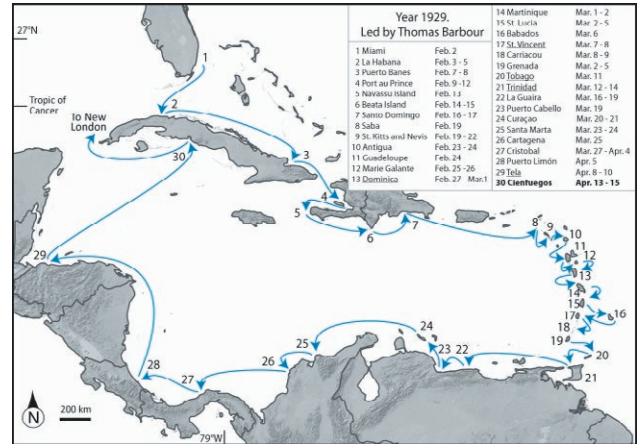 Year 1929.
Led by Thomas Barbour
1 Miami Feb. 2
2 La Habana Feb. 3 - 5
3 Puerto Banes Feb. 7 - 8
4 Port au Prince Feb. 9 -12
5 Navassu Island Feb. 13
6 Beata Island Feb. 14 -15
7 Santo Domingo Feb. 16 - 17
8 Saba Feb. 19
9 St. Kitts and Nevis Feb. 19 - 22
10 Antigua Feb. 23 - 24
11 Guadeloupe Feb. 24
12 Marie Galante Feb. 25 -26
13 Dominica Feb. 27 Mar.1
14 Martinique Mar. 1 - 2
15 St. Lucia Mar. 2 - 5
16 Babados Mar. 6
17 St. Vincent Mar. 7 - 8
18 Carriacou Mar. 8 - 9
19 Grenada Mar. 2 - 5
20 Tobago Mar. 11
21 Trinidad Mar. 12 - 14
22 La Guaira Mar. 16 - 19
23 Puerto Cabello Mar. 19
24 Curaçao Mar. 20 - 21
25 Santa Marta Mar. 23 - 24
26 Cartagena Mar. 25
27 Cristobal Mar. 27 - Apr. 4
28 Puerto Limón Apr. 5
29 Tela Apr. 8 - 10
30 Cienfuegos Apr. 13 - 15
27°N
Tropic of
Cancer
To New
London
1
2
30
3
4
5
6
7
8
9
10
11
12
13
14
15
16
17
18
19
20
21
22
23
24
25
26
27
28
29
N
200 km
79°W